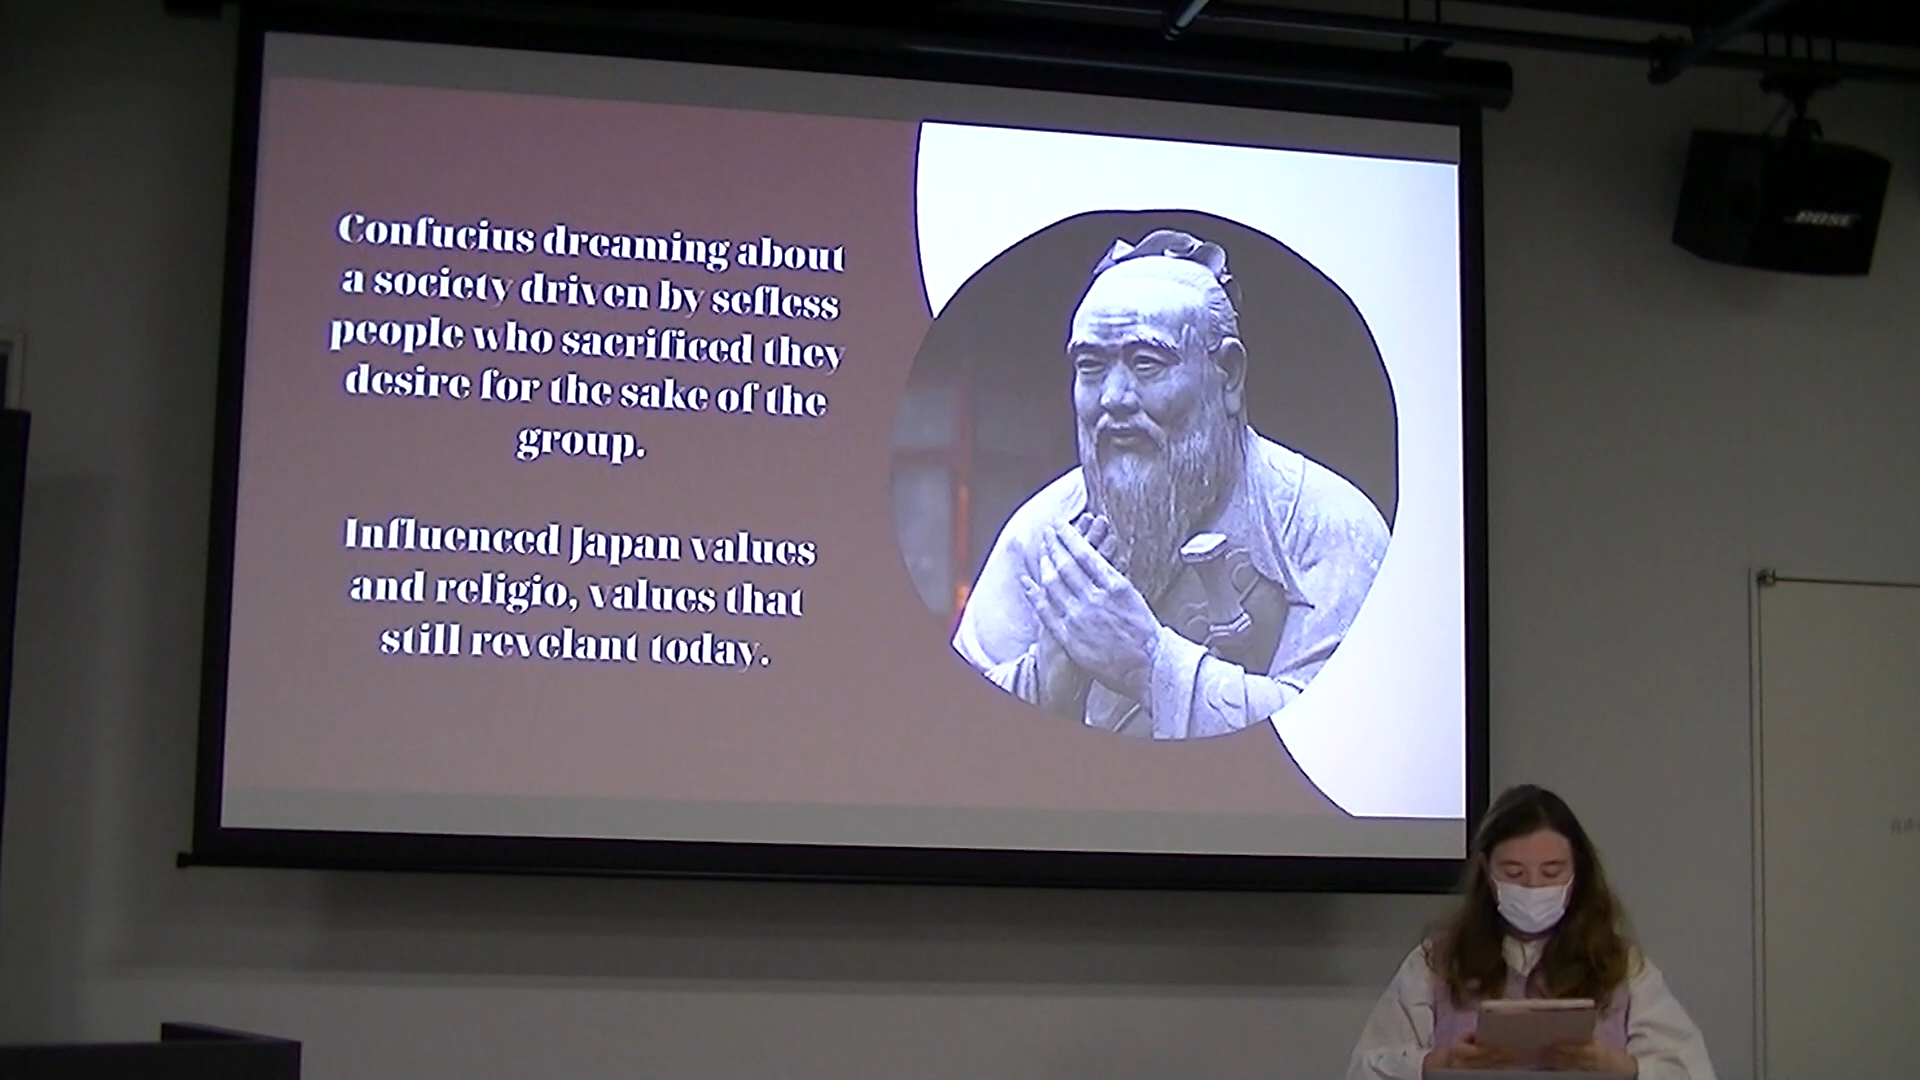 Confucius dreaming about
a society driven by sefless
people who sacrificed they
desire for the sake of the
group.
Influenced Japan values
and religio, values that
still revelant today.
BOSE